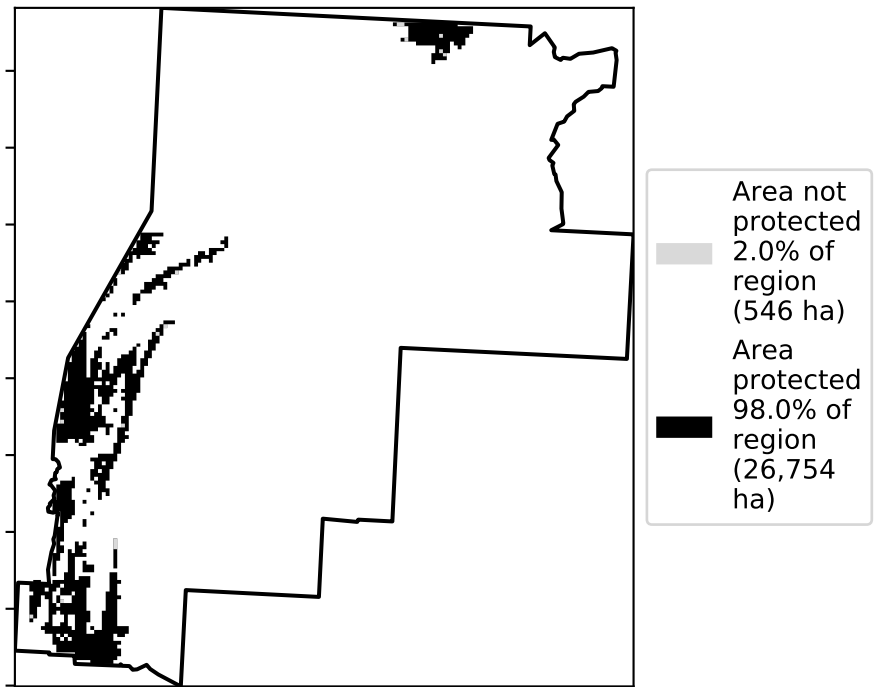 Area not
protected
2.0% of
region
(546 ha)
Area
protected
98.0% of
region
(26,754
ha)